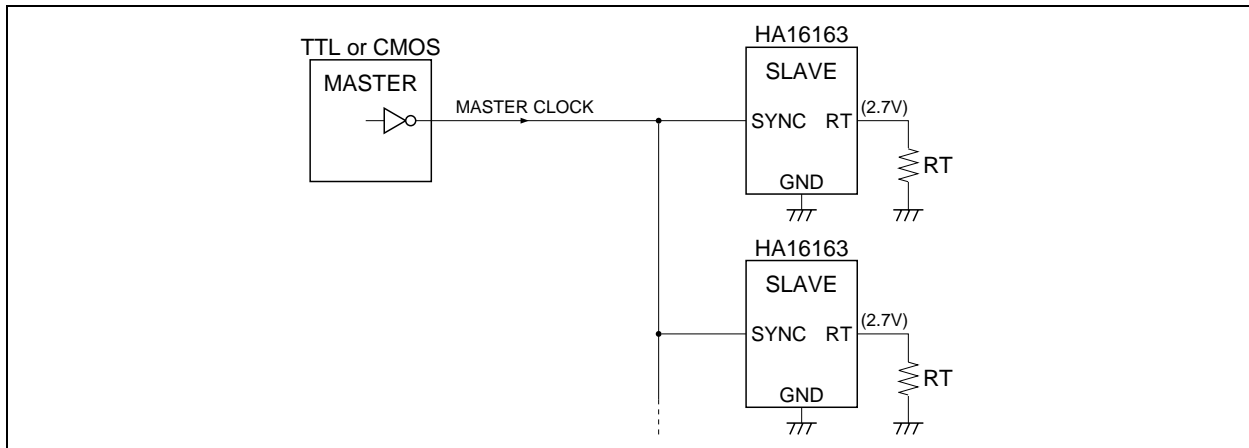 TTL or CMOS
MASTER
MASTER CLOCK
HA16163
SLAVE
SYNC RT
(2.7V)
RT
GND
HA16163
SLAVE
SYNC RT
(2.7V)
RT
GND